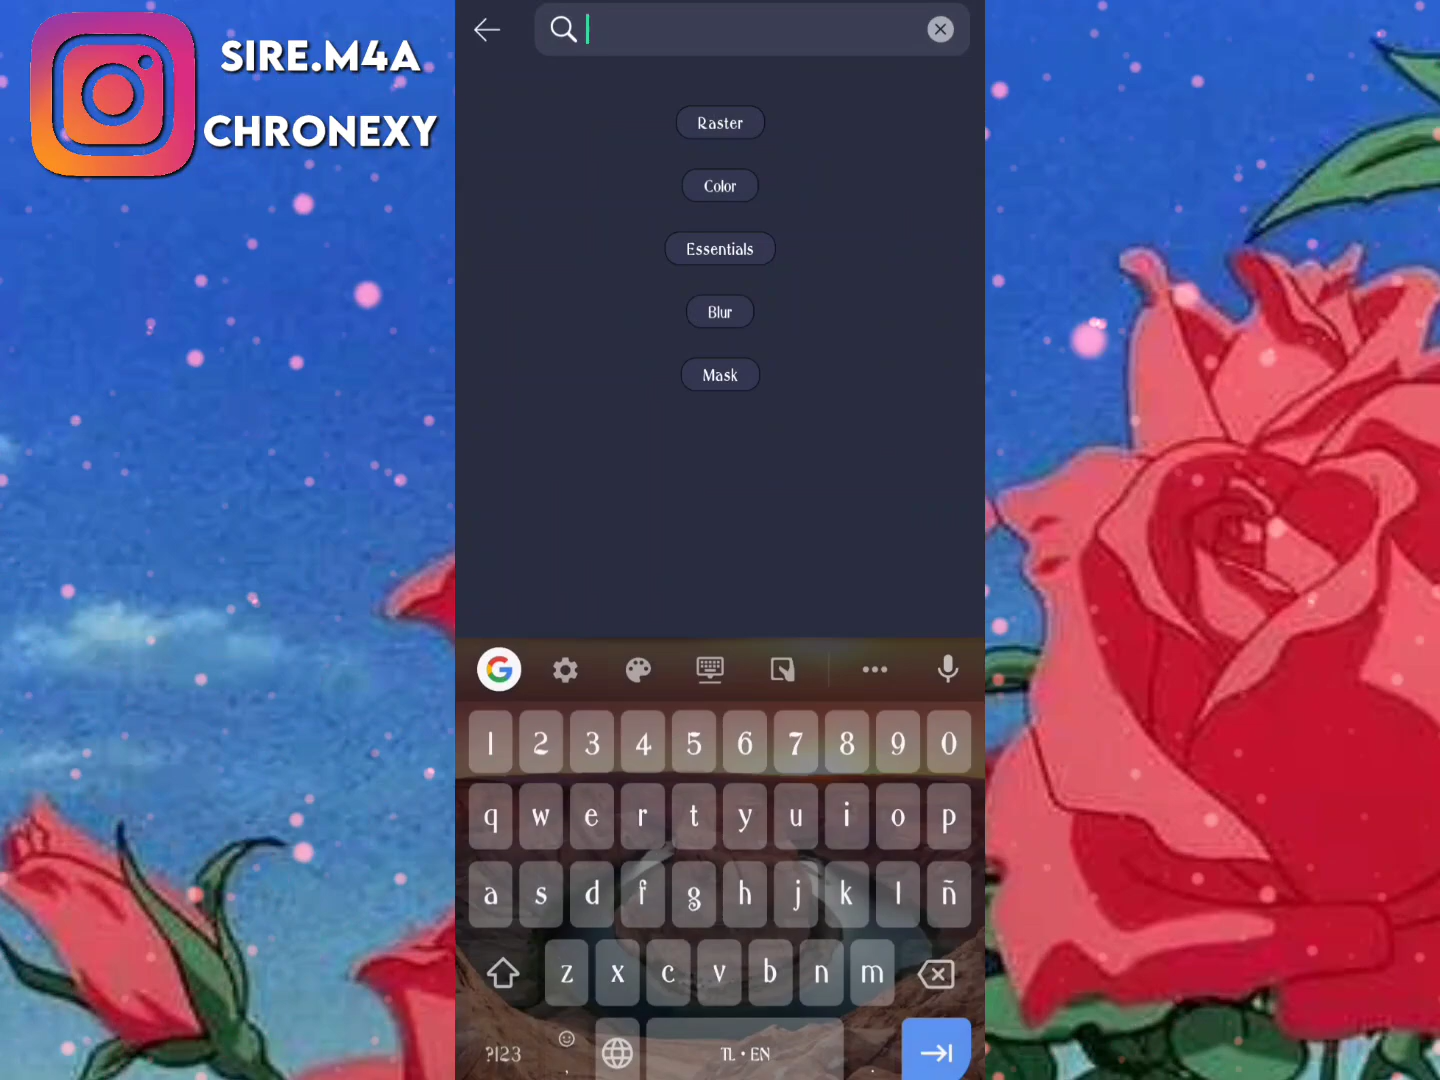 SIRE.M4A
CHRONEXY
Raster
Color
Essentials
Blur
Mask
1 2 3 4 5 6 7 8 9 0
q w e r t y u i o p
a s d f g h j k l ñ
z x c v b n m
?123 , TL • EN .